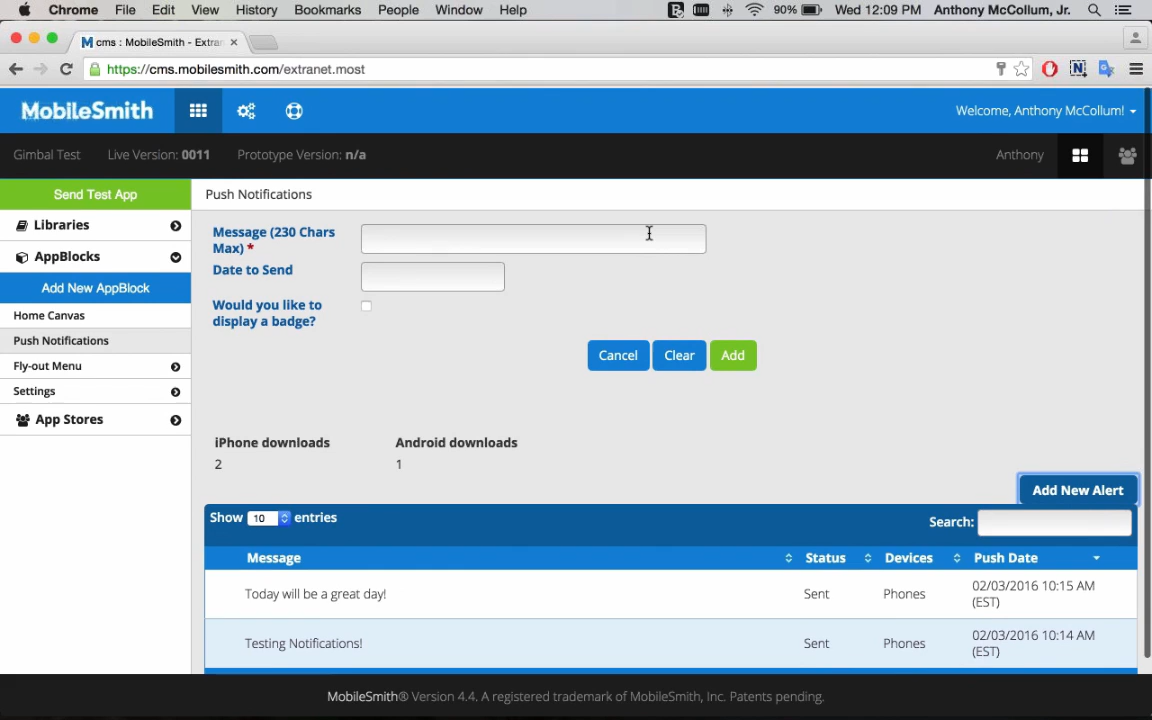 Chrome File Edit View History Bookmarks People Window Help 90% Wed 12:09 PM Anthony McCollum, Jr.
cms : MobileSmith - Extra
https://cms.mobilesmith.com/extranet.most
MobileSmith Welcome, Anthony McCollum!
Gimbal Test Live Version: 0011 Prototype Version: n/a Anthony
Send Test App
Libraries
AppBlocks
Add New AppBlock
Home Canvas
Push Notifications
Fly-out Menu
Settings
App Stores
Push Notifications
Message (230 Chars
Max) *
Date to Send
Would you like to
display a badge?
Cancel Clear Add
iPhone downloads Android downloads
2 1
Add New Alert
Show 10 entries Search:
Message Status Devices Push Date
Today will be a great day! Sent Phones 02/03/2016 10:15 AM
(EST)
Testing Notifications! Sent Phones 02/03/2016 10:14 AM
(EST)
MobileSmith® Version 4.4. A registered trademark of MobileSmith, Inc. Patents pending.